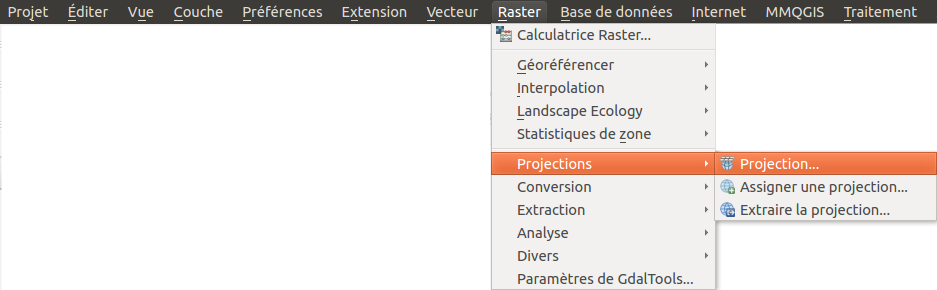 Projet Éditer Vue Couche Préférences Extension Vecteur Raster Base de données Internet MMQGIS Traitement
Calculatrice Raster...
Géoréférencer
Interpolation
Landscape Ecology
Statistiques de zone
Projections
Projection...
Conversion
Assigner une projection...
Extraction
Extraire la projection...
Analyse
Divers
Paramètres de GdalTools...